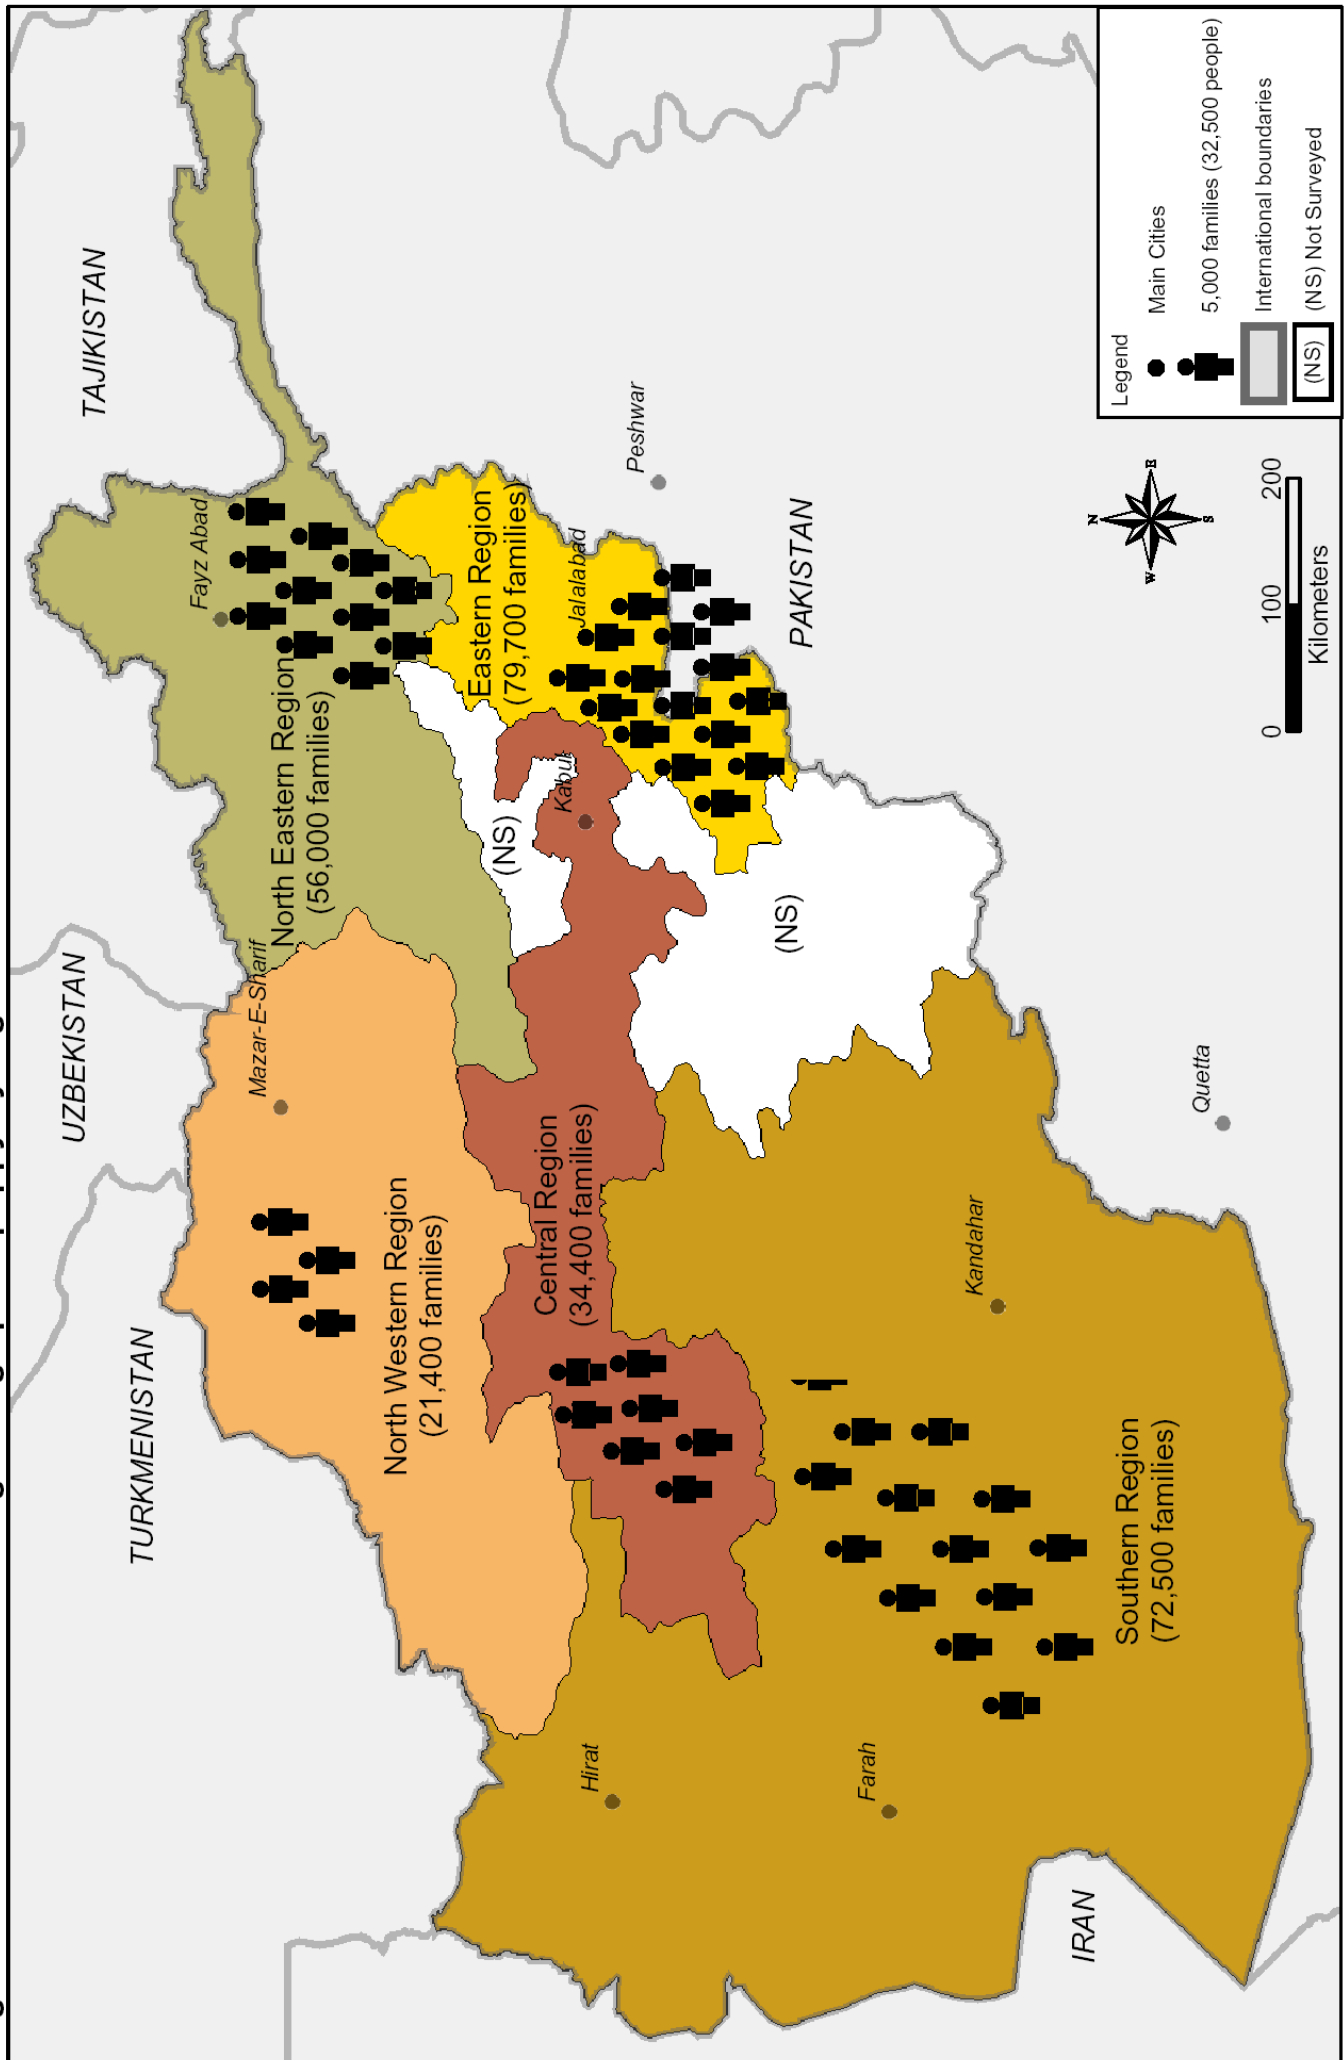 TAJIKISTAN
UZBEKISTAN
TURKMENISTAN
Fayz Abad
Mazar-E-Sharif
North Eastern Region
(56,000 families)
North Western Region
(21,400 families)
Eastern Region
(79,700 families)
(NS)
Kabul
Jalalabad
Peshwar
Central Region
(34,400 families)
Hirat
(NS)
PAKISTAN
Farah
Kandahar
Southern Region
(72,500 families)
Quetta
IRAN
N
W
E
S
0
100
200
Kilometers
Legend
Main Cities
5,000 families (32,500 people)
International boundaries
(NS)
(NS) Not Surveyed